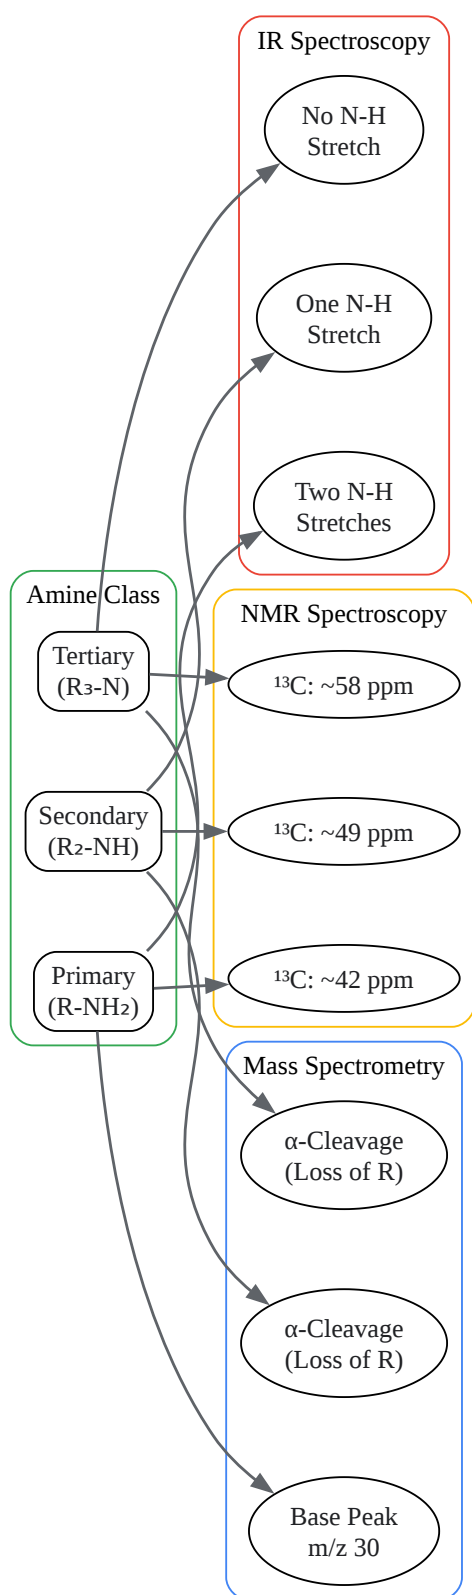 IR Spectroscopy
No N-H
Stretch
One N-H
Stretch
Two N-H
Stretches
Amine Class
Tertiary
(R₃-N)
Secondary
(R₂-NH)
Primary
(R-NH₂)
NMR Spectroscopy
¹³C: ~58 ppm
¹³C: ~49 ppm
¹³C: ~42 ppm
Mass Spectrometry
α-Cleavage
(Loss of R)
α-Cleavage
(Loss of R)
Base Peak
m/z 30